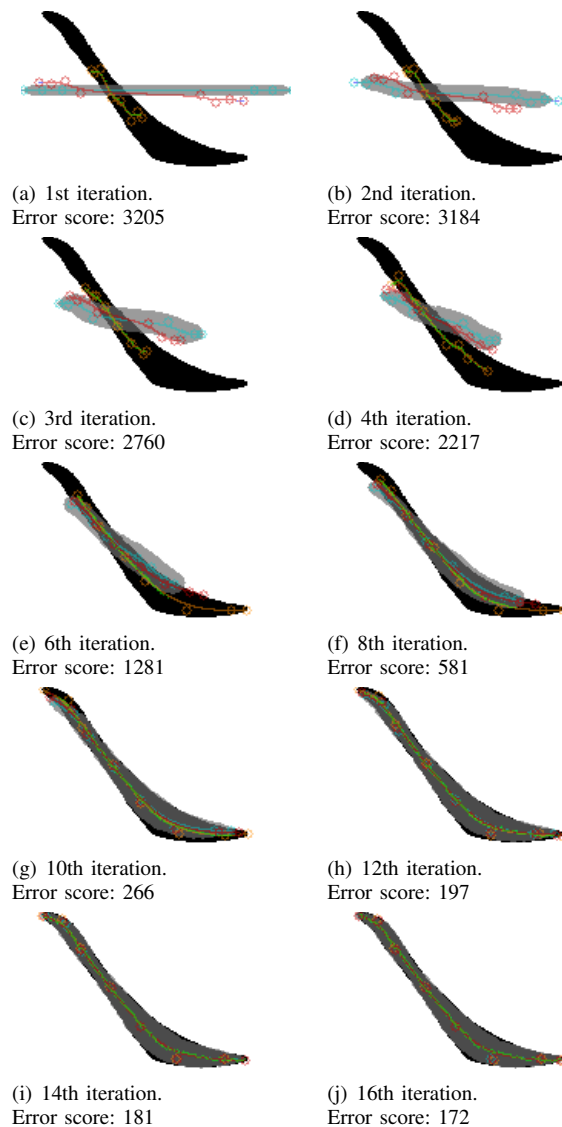 (a) 1st iteration.
Error score: 3205
(b) 2nd iteration.
Error score: 3184
(c) 3rd iteration.
Error score: 2760
(d) 4th iteration.
Error score: 2217
(e) 6th iteration.
Error score: 1281
(f) 8th iteration.
Error score: 581
(g) 10th iteration.
Error score: 266
(h) 12th iteration.
Error score: 197
(i) 14th iteration.
Error score: 181
(j) 16th iteration.
Error score: 172